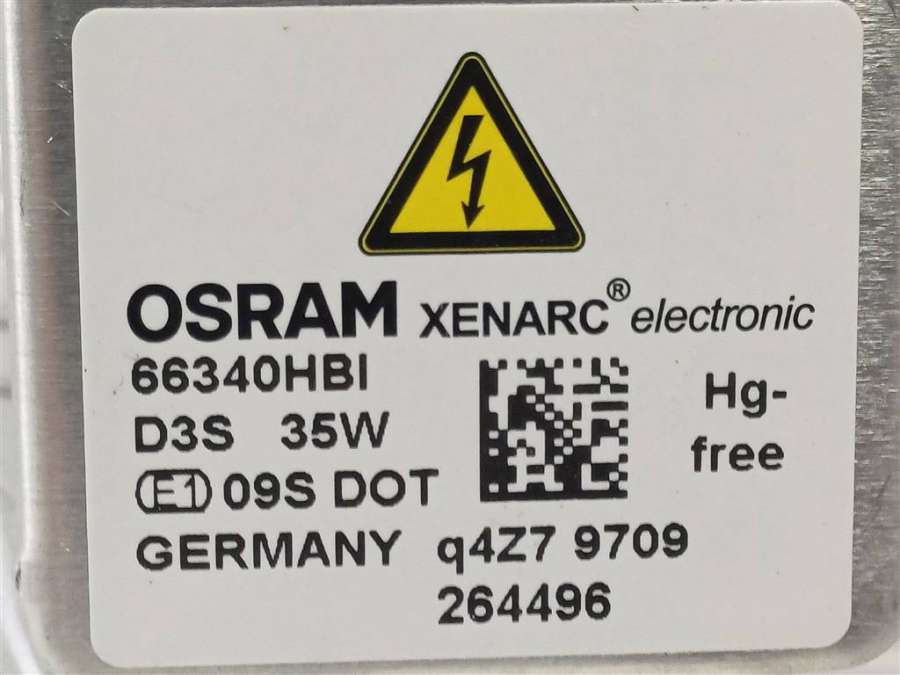 OSRAM XENARC® electronic
66340HBI
D3S 35W
Hg-
free
E1 09S DOT
GERMANY q4Z7 9709
264496